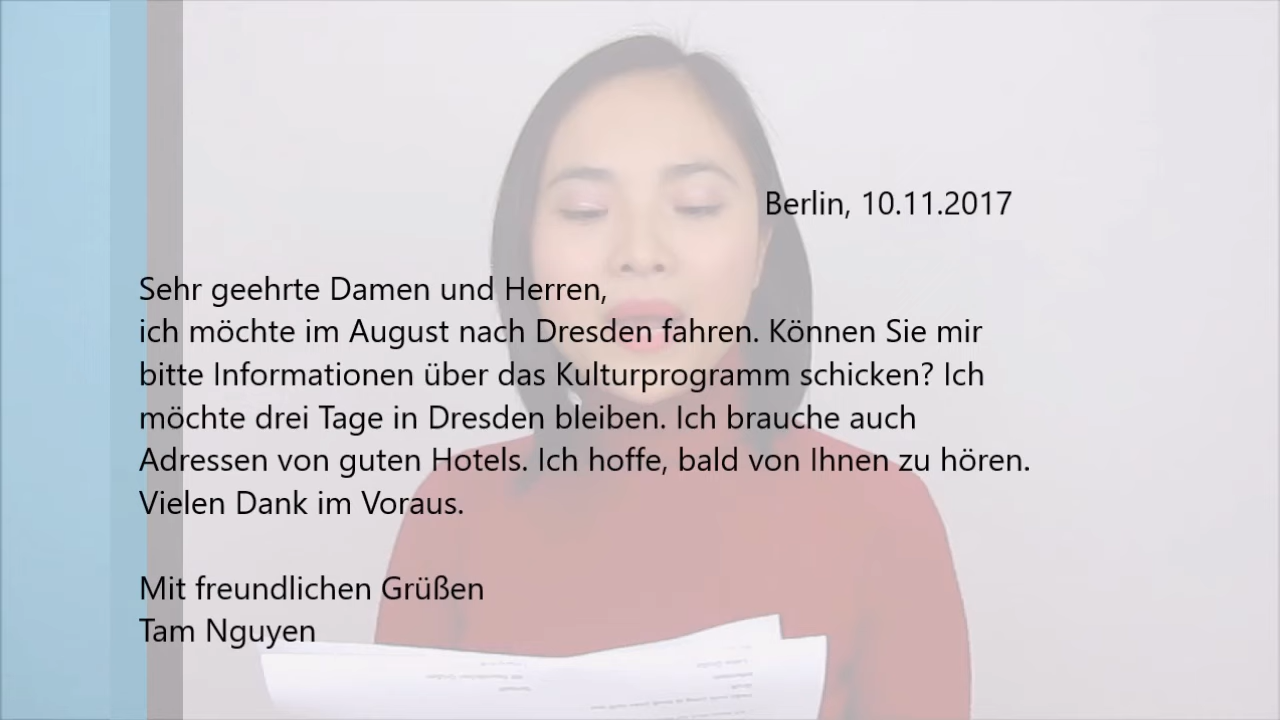 Berlin, 10.11.2017
Sehr geehrte Damen und Herren,
ich möchte im August nach Dresden fahren. Können Sie mir
bitte Informationen über das Kulturprogramm schicken? Ich
möchte drei Tage in Dresden bleiben. Ich brauche auch
Adressen von guten Hotels. Ich hoffe, bald von Ihnen zu hören.
Vielen Dank im Voraus.
Mit freundlichen Grüßen
Tam Nguyen